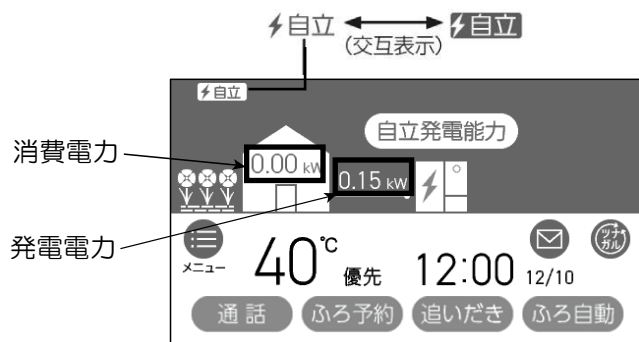 ⚡自立 ⟷ ⚡自立
(交互表示)
⚡自立
自立発電能力
消費電力
0.00 kW
0.15 kW
発電電力
メニュー
40℃
優先
12:00
12/10
ツナガル
通話
ふろ予約
追いだき
ふろ自動